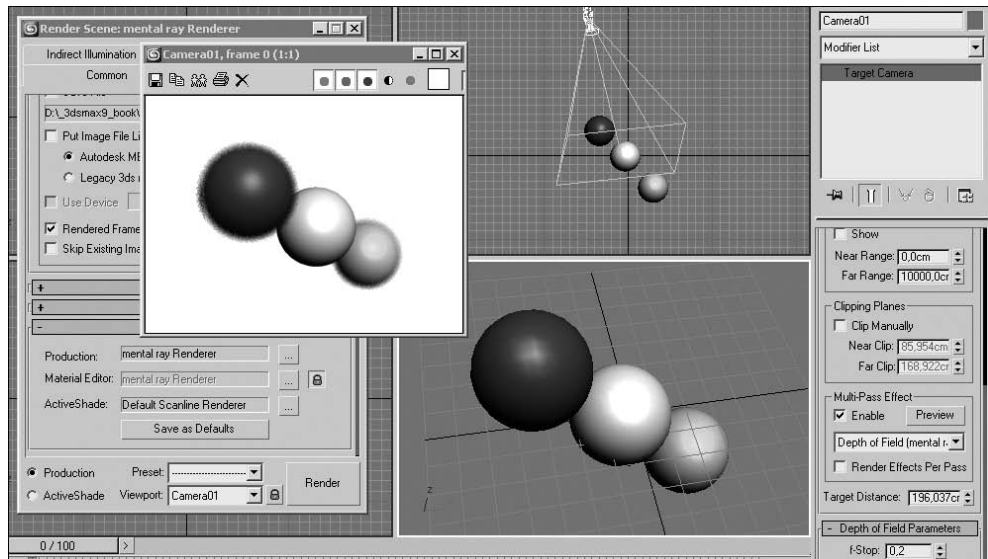 Render Scene: mental ray Renderer
Indirect Illumination
Common
D:\_3dsmax9_book\
Put Image File Li
Autodesk ME
Legacy 3ds
Use Device
Rendered Frame
Skip Existing Ima
+
+
-
Production: mental ray Renderer ...
Material Editor: mental ray Renderer ...
ActiveShade: Default Scanline Renderer ...
Save as Defaults
Production Preset: --------------------
ActiveShade Viewport: Camera01
Render
0 / 100 >
Camera01, frame 0 (1:1)
z
Camera01
Modifier List
Target Camera
Show
Near Range: 0,0cm
Far Range: 10000,0cr
Clipping Planes
Clip Manually
Near Clip: 85,954cm
Far Clip: 168,922cr
Multi-Pass Effect
Enable Preview
Depth of Field (mental r
Render Effects Per Pass
Target Distance: 196,037cr
- Depth of Field Parameters
f-Stop: 0,2